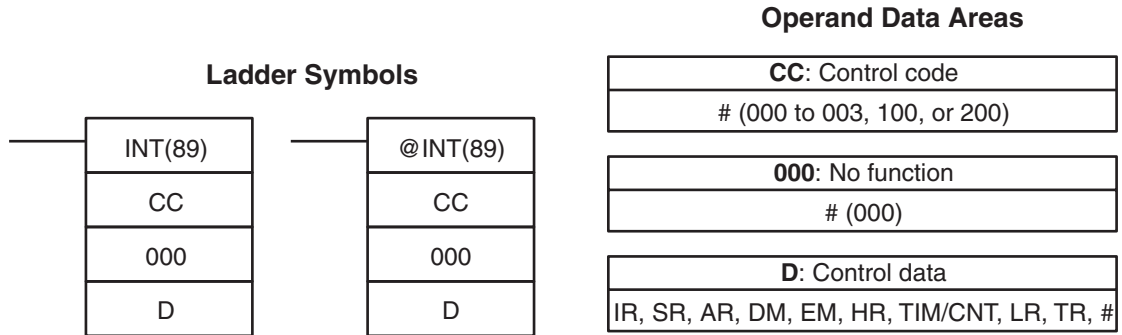 Ladder Symbols
INT(89)
CC
000
D
@INT(89)
CC
000
D
Operand Data Areas
CC: Control code
# (000 to 003, 100, or 200)
000: No function
# (000)
D: Control data
IR, SR, AR, DM, EM, HR, TIM/CNT, LR, TR, #